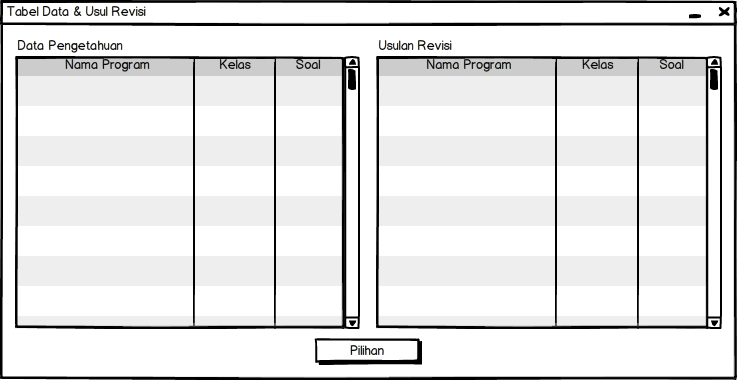 Tabel Data & Usul Revisi
Data Pengetahuan
Nama Program Kelas Soal
Usulan Revisi
Nama Program Kelas Soal
Pilihan